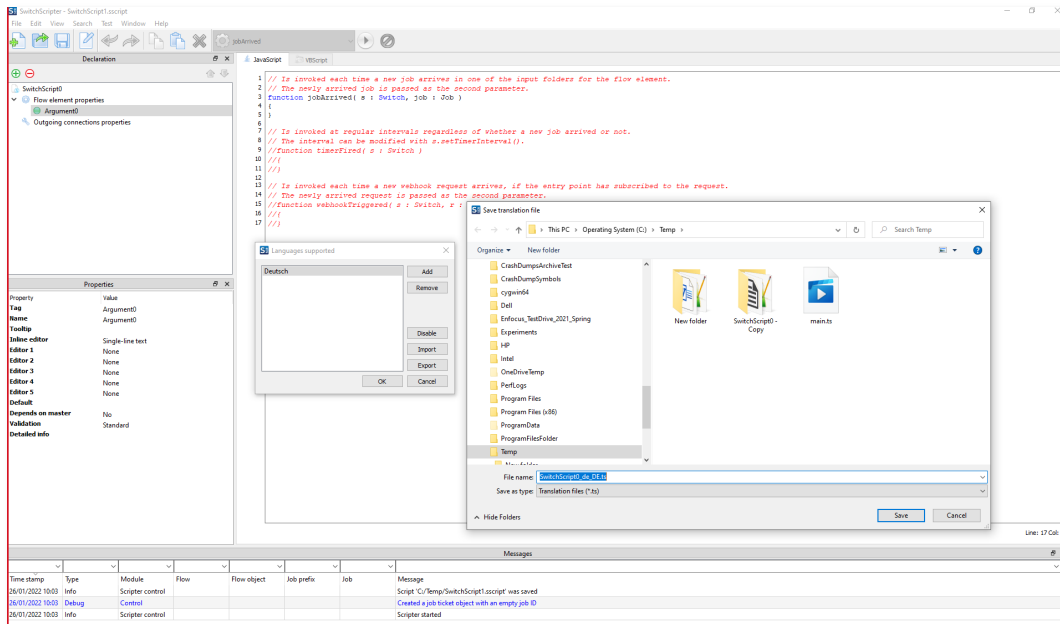 SwitchScripter - SwitchScript1.sscript
File Edit View Search Test Window Help
jobArrived
Declaration
SwitchScript0
Flow element properties
Argument0
Outgoing connections properties
Properties
Property Value
Tag Argument0
Name Argument0
Tooltip
Inline editor Single-line text
Editor 1 None
Editor 2 None
Editor 3 None
Editor 4 None
Editor 5 None
Default
Depends on master No
Validation Standard
Detailed info
JavaScript VBScript
1 // Is invoked each time a new job arrives in one of the input folders for the flow element.
2 // The newly arrived job is passed as the second parameter.
3 function jobArrived( s : Switch, job : Job )
4 {
5 }
6
7 // Is invoked at regular intervals regardless of whether a new job arrived or not.
8 // The interval can be modified with s.setTimerInterval().
9 //function timerFired( s : Switch )
10 //{
11 //}
12
13 // Is invoked each time a new webhook request arrives, if the entry point has subscribed to the request.
14 // The newly arrived request is passed as the second parameter.
15 //function webhookTriggered( s : Switch, r :
16 //{
17 //}
Languages supported
Deutsch
Add
Remove
Disable
Import
Export
OK Cancel
Save translation file
This PC › Operating System (C:) › Temp ›
Search Temp
Organize New folder
CrashDumpsArchiveTest
CrashDumpSymbols
cygwin64
Dell
Enfocus_TestDrive_2021_Spring
Experiments
HP
Intel
OneDriveTemp
PerfLogs
Program Files
Program Files (x86)
ProgramData
ProgramFilesFolder
Temp
New folder
New folder
SwitchScript0 -
Copy
main.ts
File name: SwitchScript0_de_DE.ts
Save as type: Translation files (*.ts)
Hide Folders
Save Cancel
Line: 17 Col:
Messages
Time stamp Type Module Flow Flow object Job prefix Job Message
26/01/2022 10:03 Info Scripter control Script 'C:/Temp/SwitchScript1.sscript' was saved
26/01/2022 10:03 Debug Control Created a job ticket object with an empty job ID
26/01/2022 10:03 Info Scripter control Scripter started